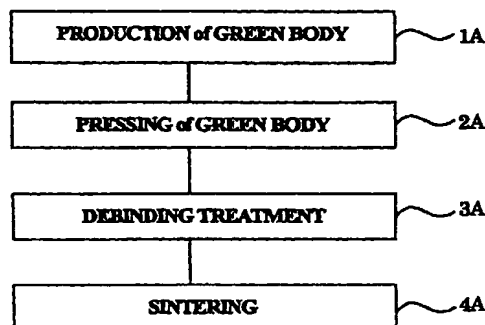 PRODUCTION of GREEN BODY 1A
PRESSING of GREEN BODY 2A
DEBINDING TREATMENT 3A
SINTERING 4A